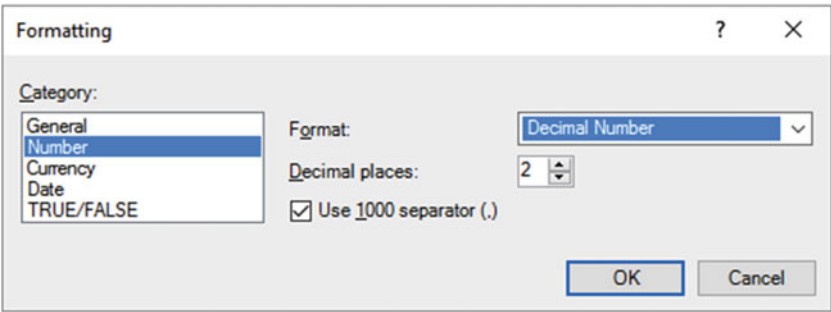 Formatting ? ×
Category:
General
Number
Currency
Date
TRUE/FALSE
Format: Decimal Number
Decimal places: 2
Use 1000 separator (,)
OK Cancel